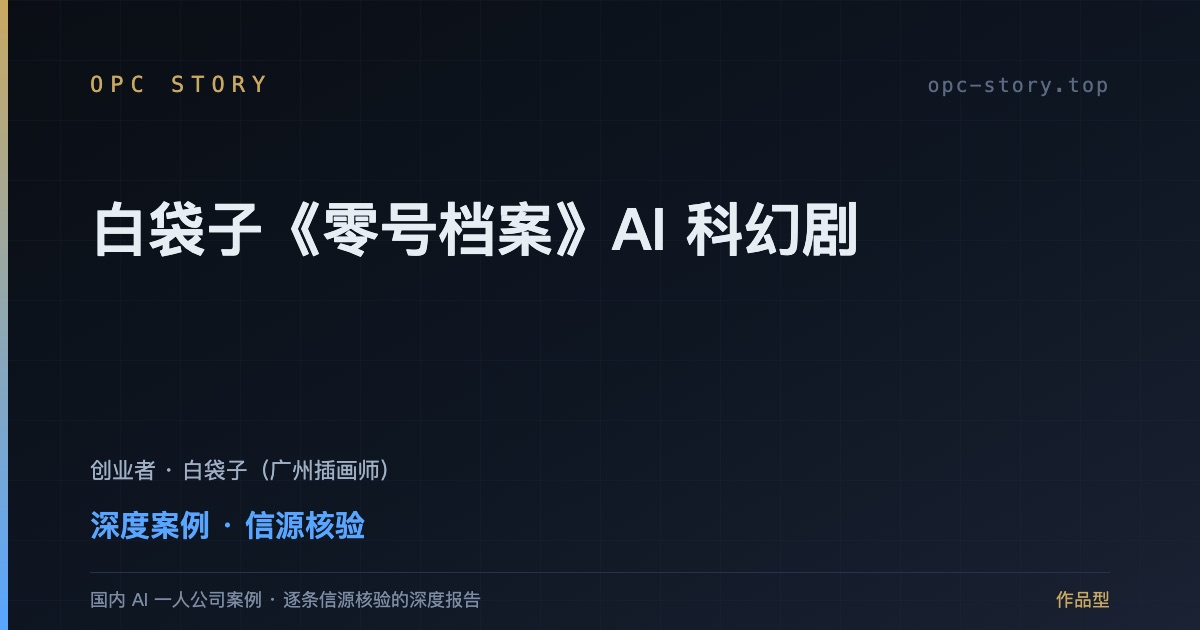 OPC STORY
opc-story.top
白袋子《零号档案》AI 科幻剧
创业者 · 白袋子（广州插画师）
深度案例 · 信源核验
国内 AI 一人公司案例 · 逐条信源核验的深度报告
作品型